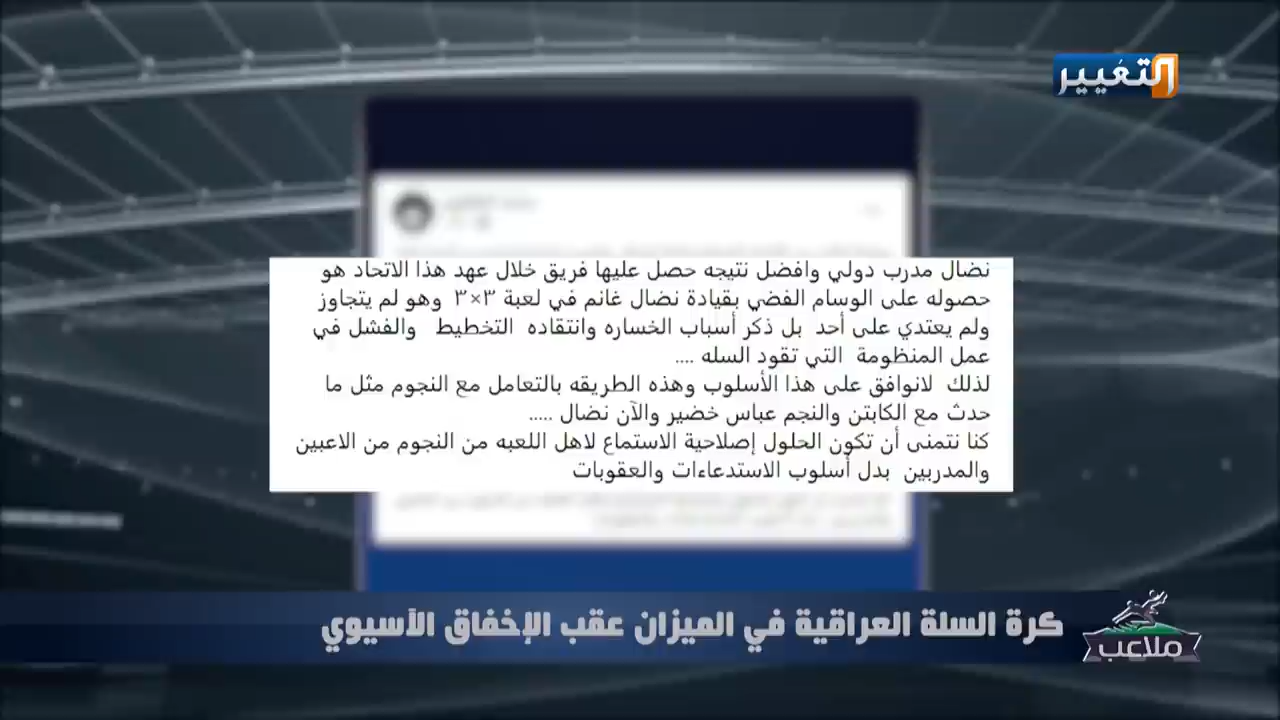 التغيير
نضال مدرب دولي وافضل نتيجه حصل عليها فريق خلال عهد هذا الاتحاد هو
حصوله على الوسام الفضي بقيادة نضال غانم في لعبة ٣×٣ وهو لم يتجاوز
ولم يعتدي على أحد بل ذكر أسباب الخساره وانتقاده التخطيط والفشل في
عمل المنظومة التي تقود السله ....
لذلك لانوافق على هذا الأسلوب وهذه الطريقه بالتعامل مع النجوم مثل ما
حدث مع الكابتن والنجم عباس خضير والآن نضال .....
كنا نتمنى أن تكون الحلول إصلاحية الاستماع لاهل اللعبه من النجوم من الاعبين
والمدربين بدل أسلوب الاستدعاءات والعقوبات
كرة السلة العراقية في الميزان عقب الإخفاق الآسيوي
ملاعب